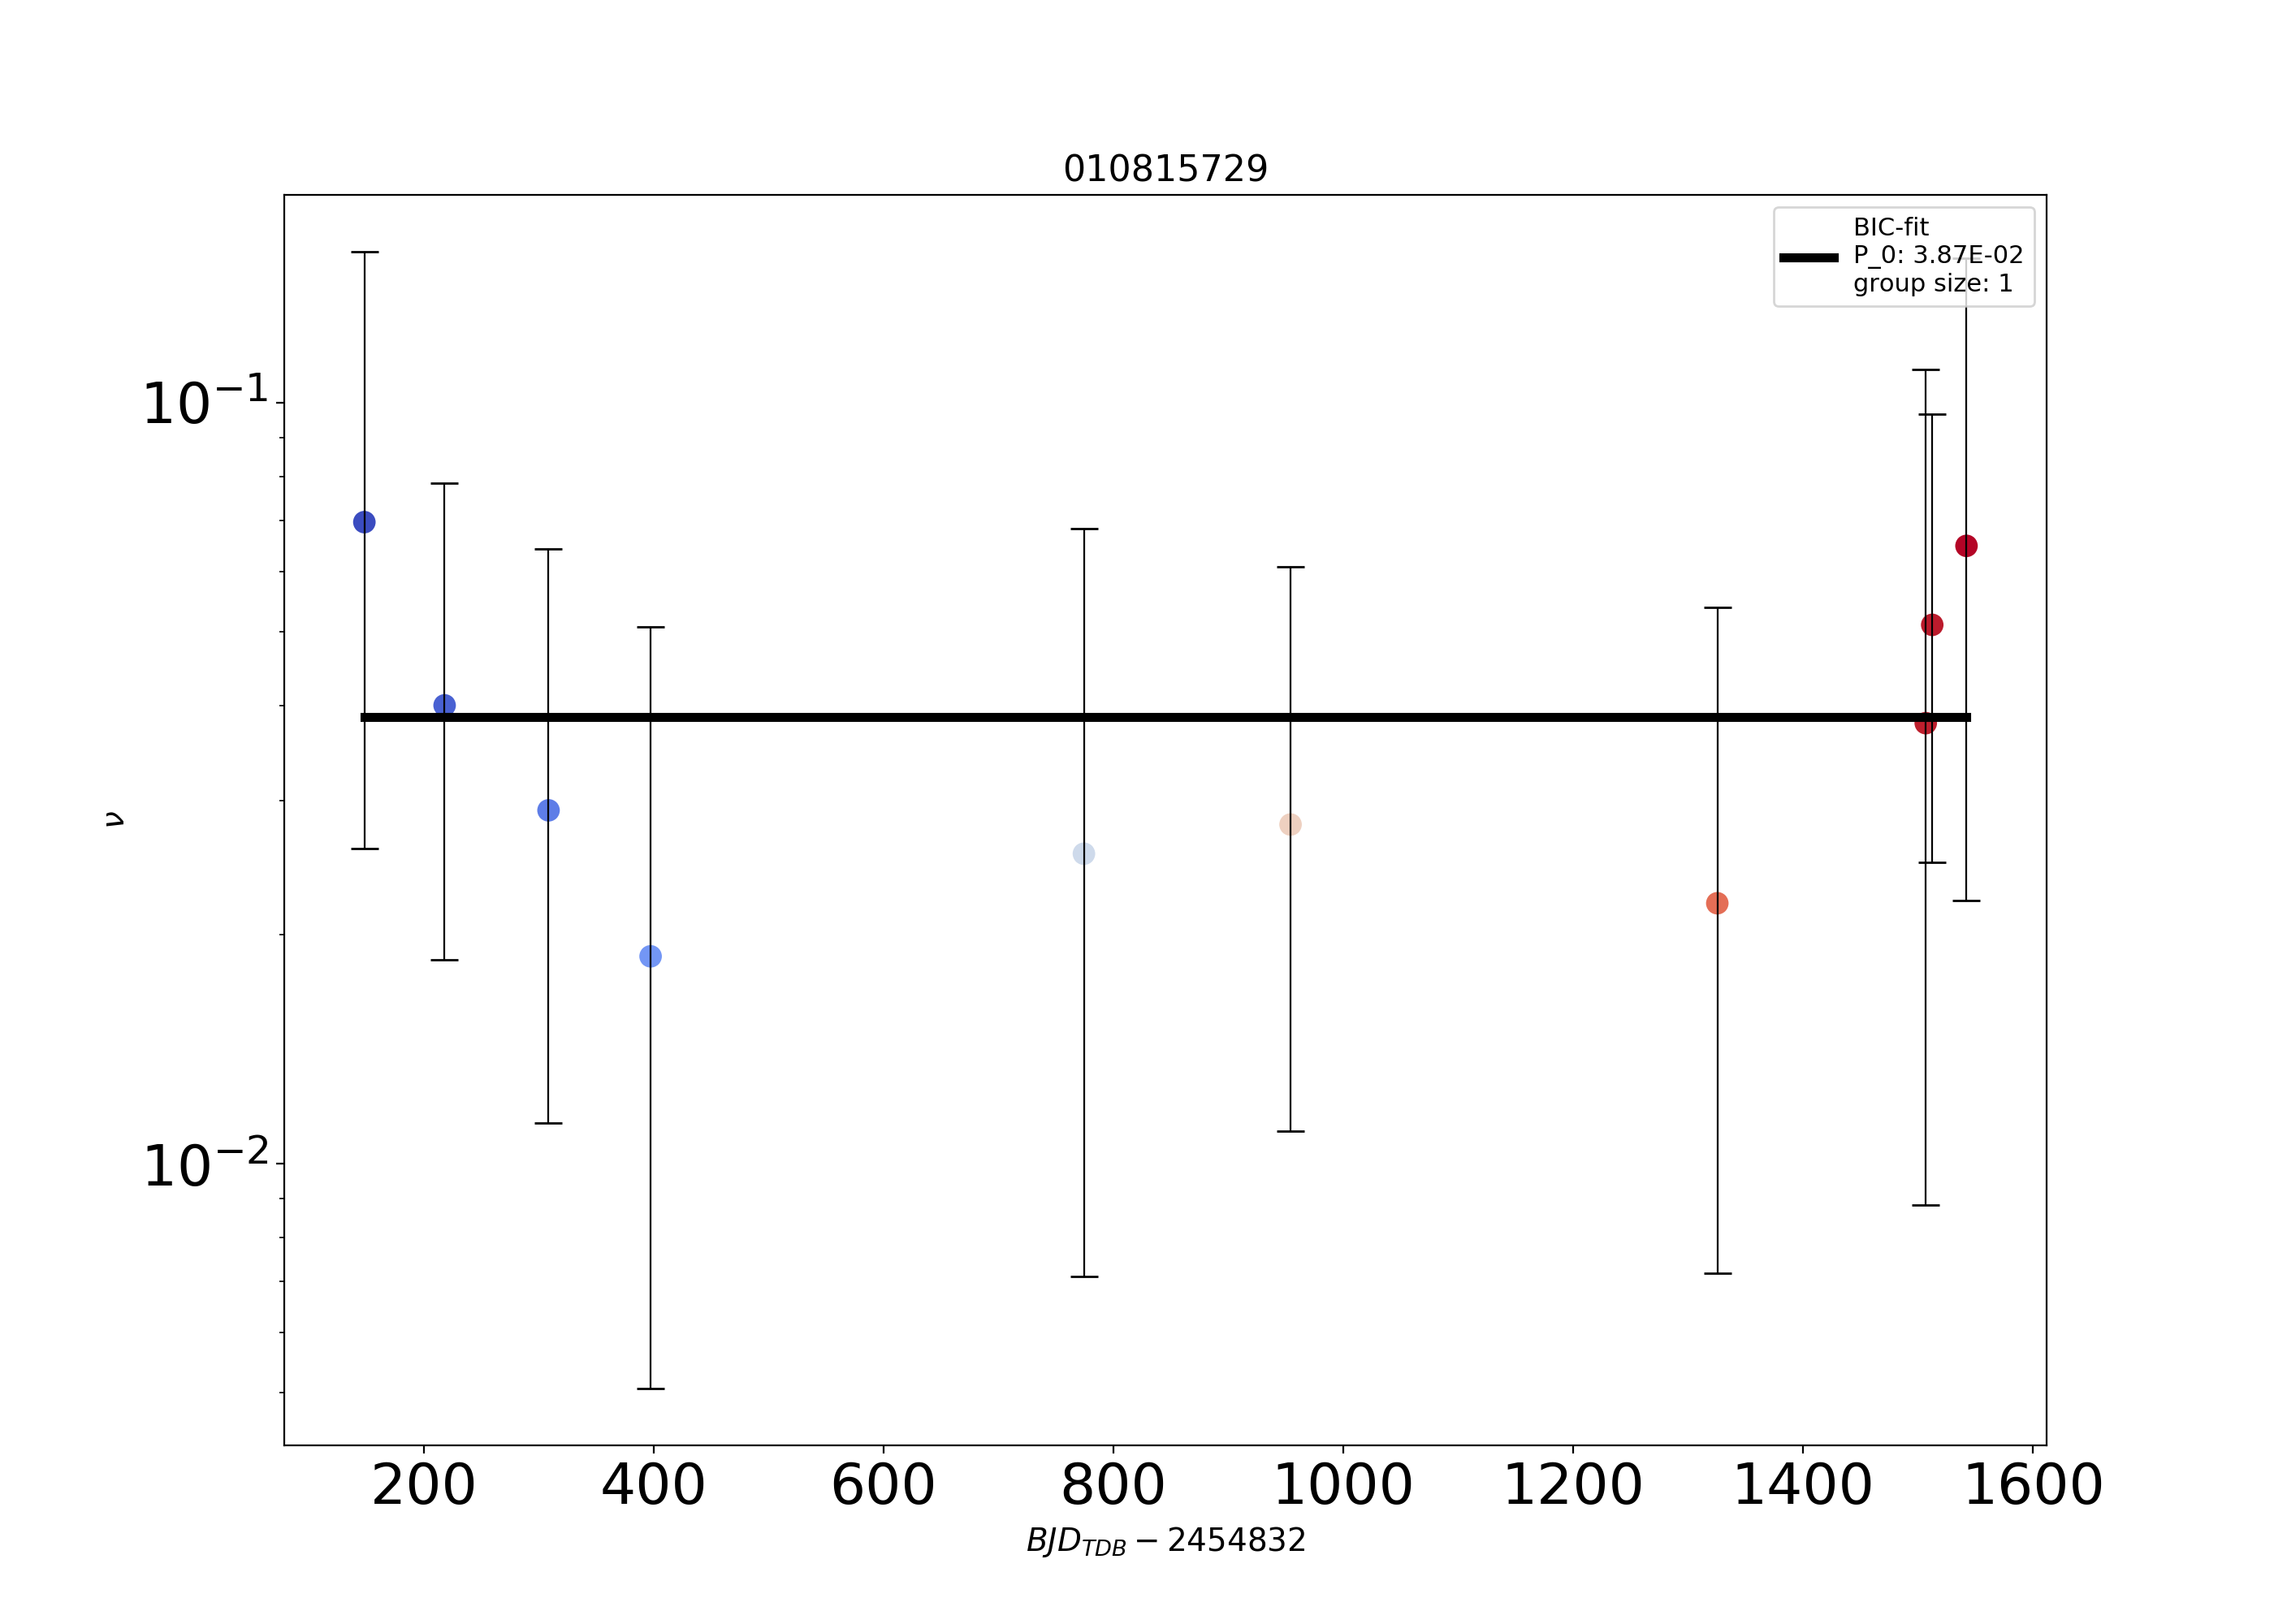 010815729
BIC-fit
P_0: 3.87E-02
group size: 1
10⁻¹
10⁻²
ν
200 400 600 800 1000 1200 1400 1600
BJD_TDB − 2454832